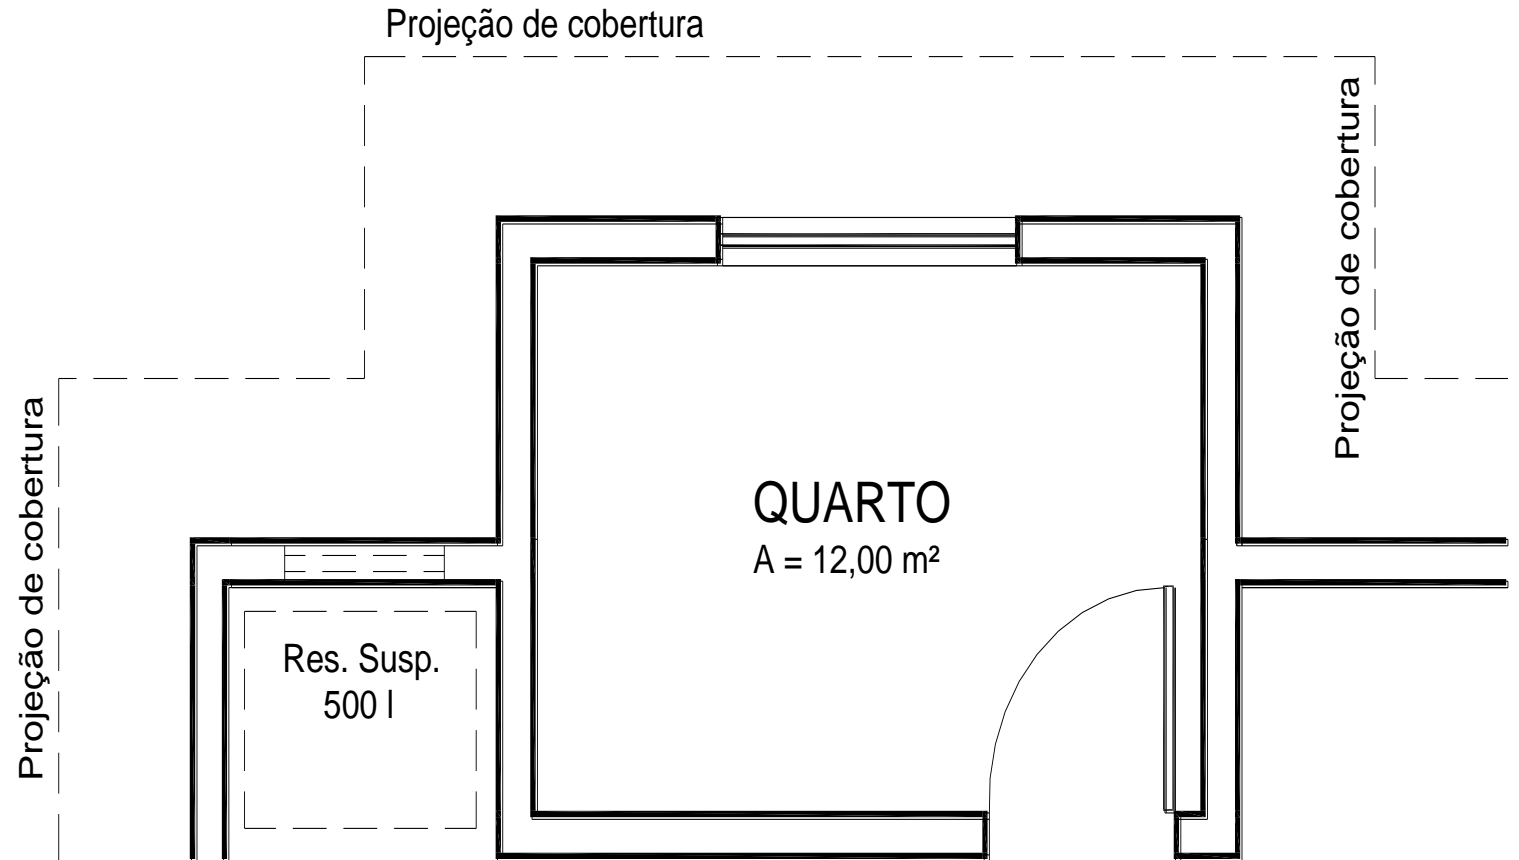 Projeção de cobertura
Projeção de cobertura
Projeção de cobertura
QUARTO
A = 12,00 m²
Res. Susp.
500 l